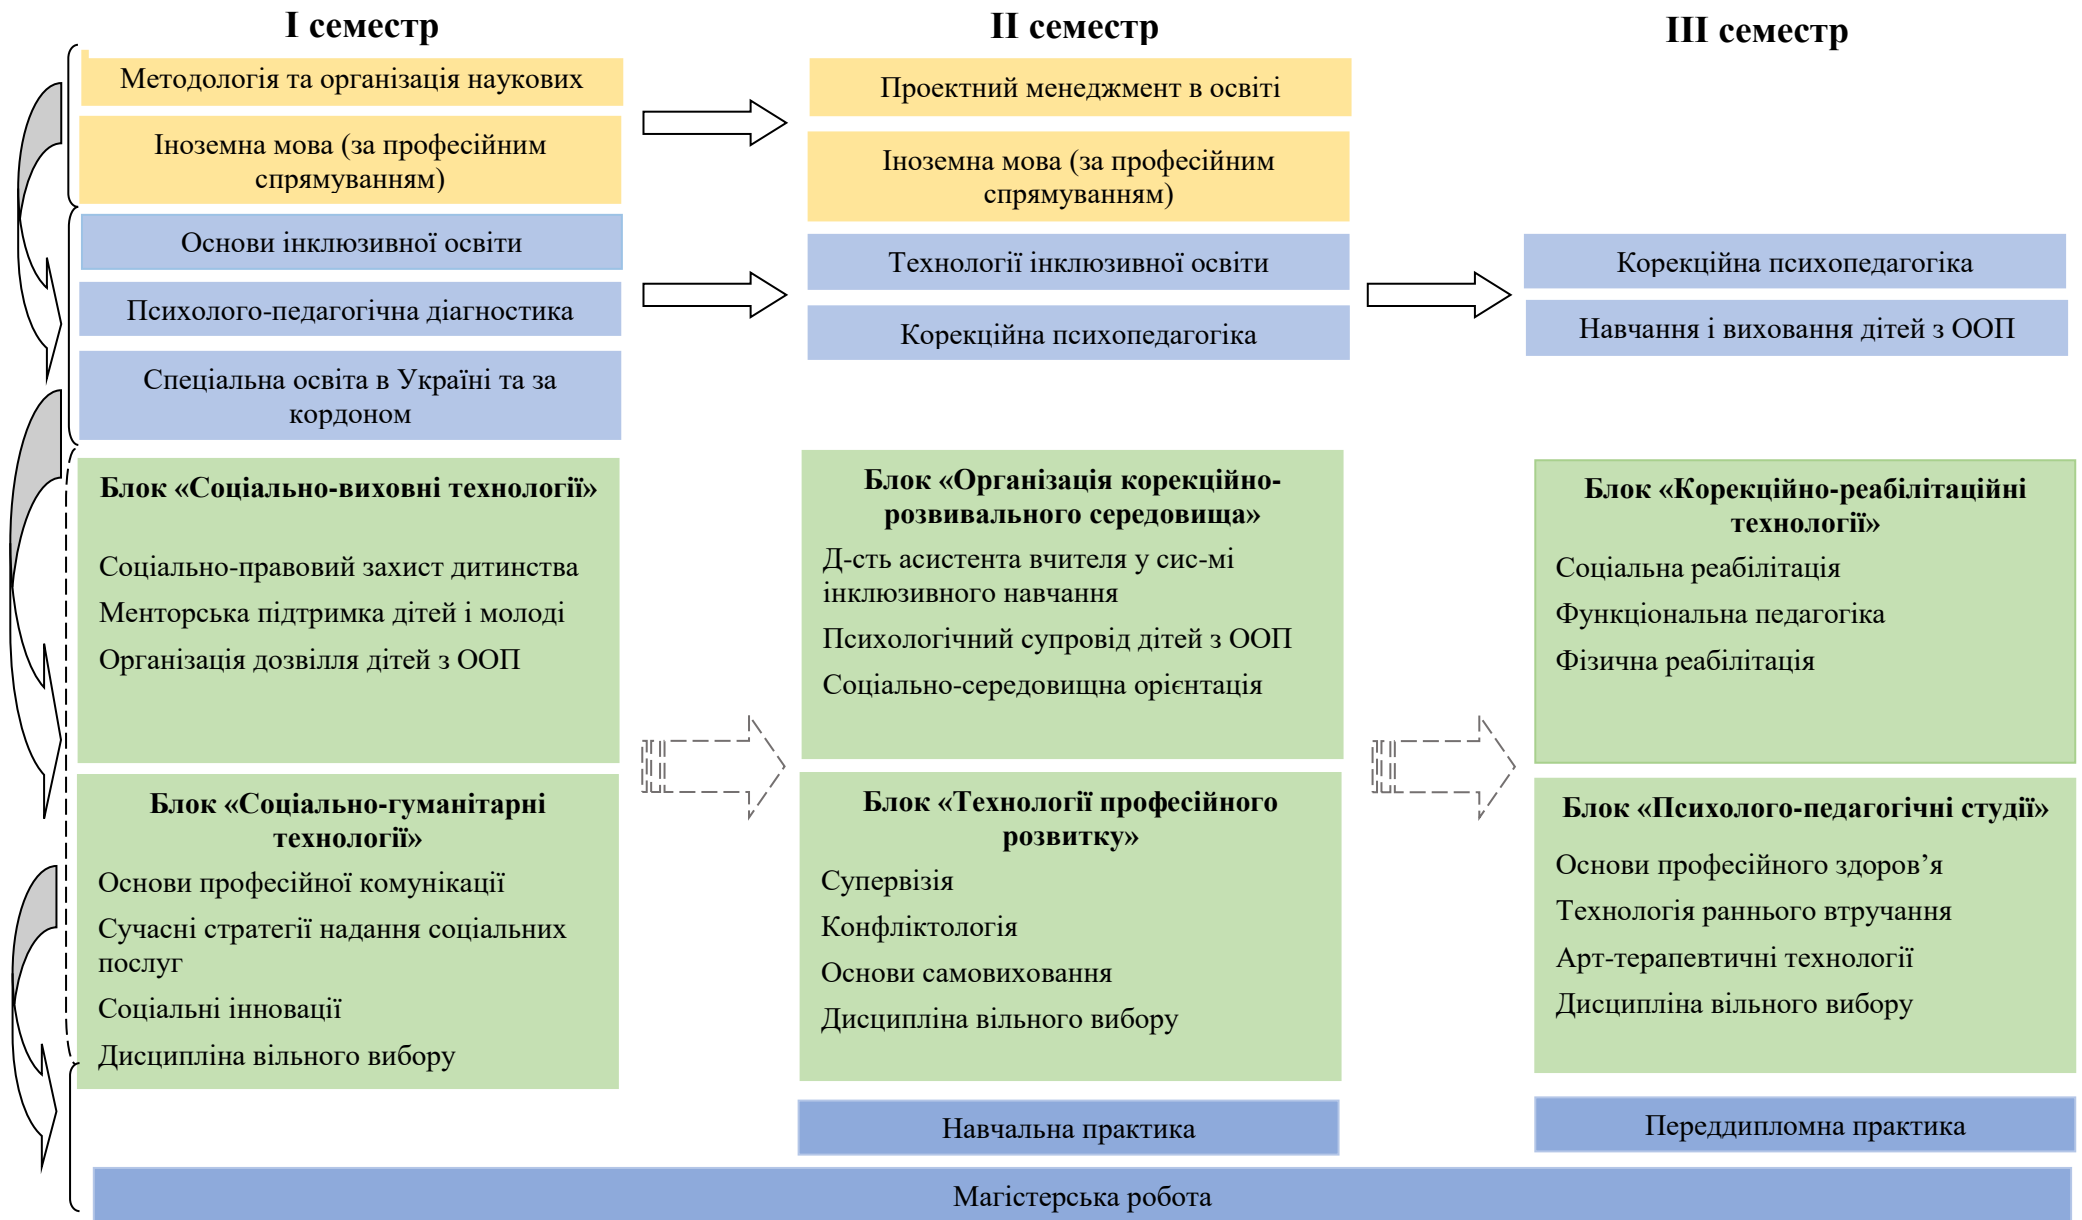 I семестр
Методологія та організація наукових
Іноземна мова (за професійним
спрямуванням)
Основи інклюзивної освіти
Психолого-педагогічна діагностика
Спеціальна освіта в Україні та за
кордоном
Блок «Соціально-виховні технології»
Соціально-правовий захист дитинства
Менторська підтримка дітей і молоді
Організація дозвілля дітей з ООП
Блок «Соціально-гуманітарні
технології»
Основи професійної комунікації
Сучасні стратегії надання соціальних
послуг
Соціальні інновації
Дисципліна вільного вибору
II семестр
Проектний менеджмент в освіті
Іноземна мова (за професійним
спрямуванням)
Технології інклюзивної освіти
Корекційна психопедагогіка
Блок «Організація корекційно-
розвивального середовища»
Д-сть асистента вчителя у сис-мі
інклюзивного навчання
Психологічний супровід дітей з ООП
Соціально-середовищна орієнтація
Блок «Технології професійного
розвитку»
Супервізія
Конфліктологія
Основи самовиховання
Дисципліна вільного вибору
Навчальна практика
III семестр
Корекційна психопедагогіка
Навчання і виховання дітей з ООП
Блок «Корекційно-реабілітаційні
технології»
Соціальна реабілітація
Функціональна педагогіка
Фізична реабілітація
Блок «Психолого-педагогічні студії»
Основи професійного здоров’я
Технологія раннього втручання
Арт-терапевтичні технології
Дисципліна вільного вибору
Переддипломна практика
Магістерська робота